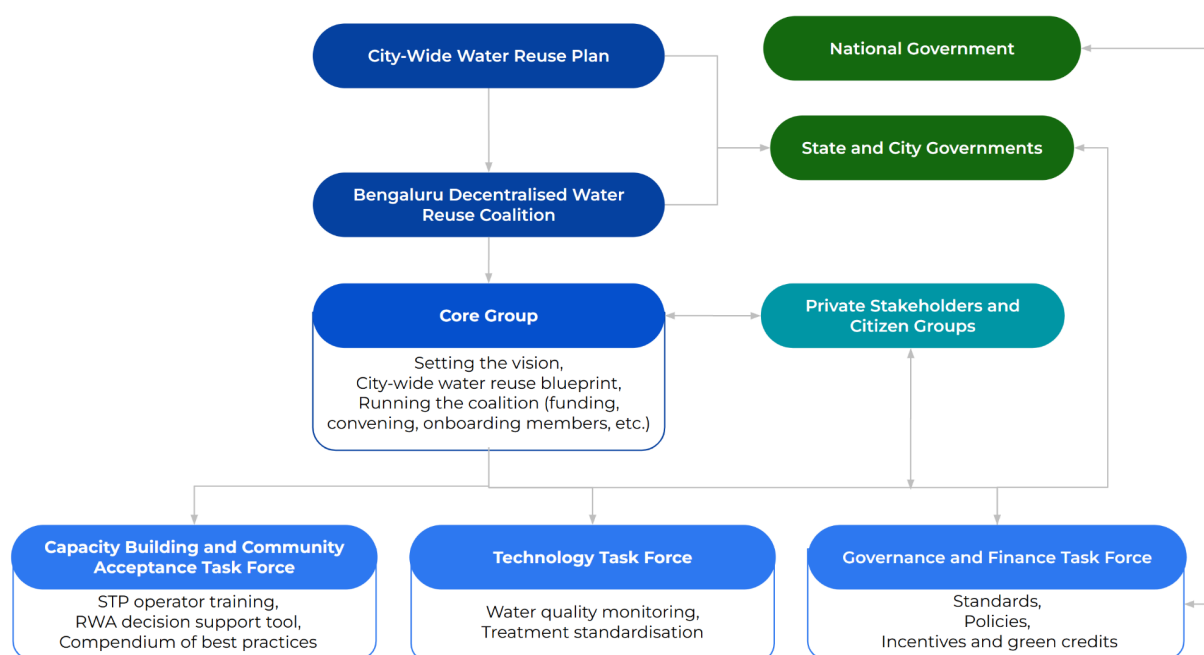 City-Wide Water Reuse Plan
National Government
State and City Governments
Bengaluru Decentralised Water
Reuse Coalition
Core Group
Setting the vision,
City-wide water reuse blueprint,
Running the coalition (funding,
convening, onboarding members, etc.)
Private Stakeholders and
Citizen Groups
Capacity Building and Community
Acceptance Task Force
STP operator training,
RWA decision support tool,
Compendium of best practices
Technology Task Force
Water quality monitoring,
Treatment standardisation
Governance and Finance Task Force
Standards,
Policies,
Incentives and green credits